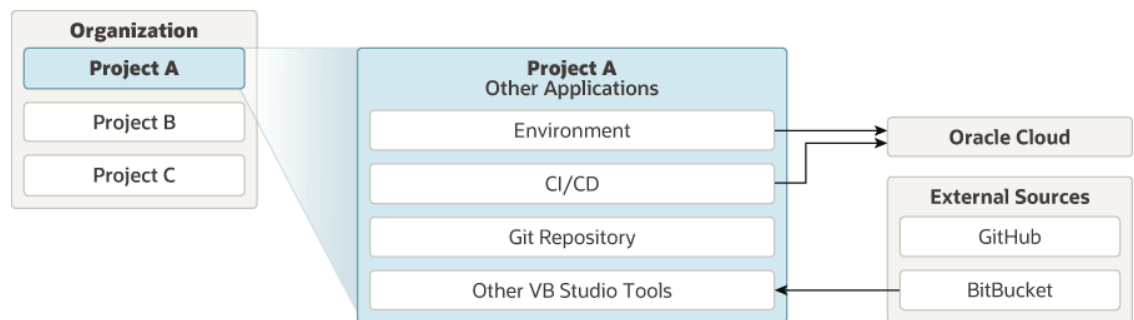 Organization
Project A
Project B
Project C
Project A
Other Applications
Environment
CI/CD
Git Repository
Other VB Studio Tools
Oracle Cloud
External Sources
GitHub
BitBucket